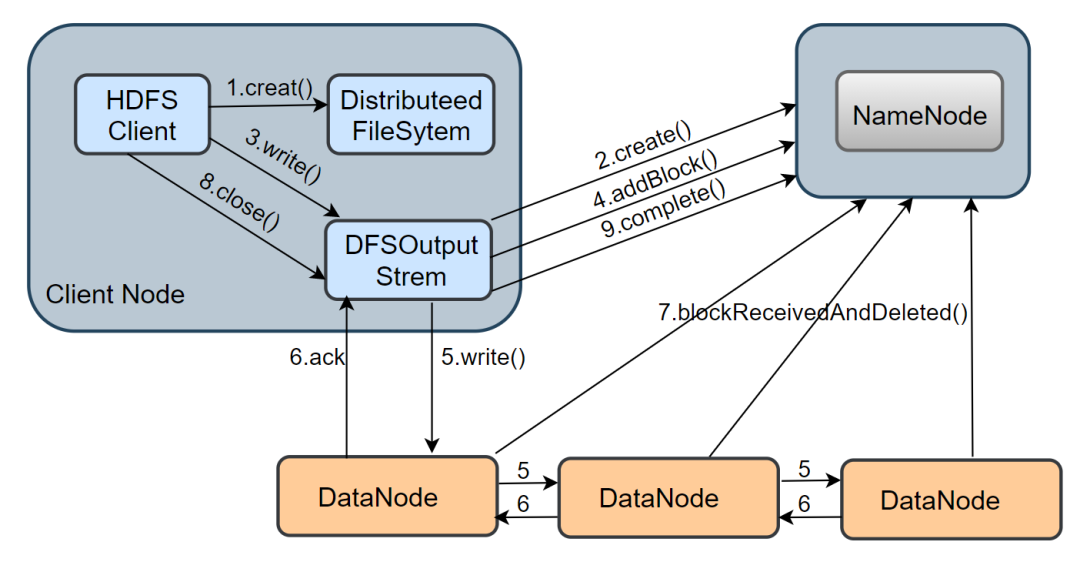 HDFS
Client
1.creat()
Distributeed
FileSytem
NameNode
2.create()
3.write()
4.addBlock()
8.close()
9.complete()
DFSOutput
Strem
Client Node
7.blockReceivedAndDeleted()
6.ack
5.write()
5
5
DataNode
DataNode
DataNode
6
6